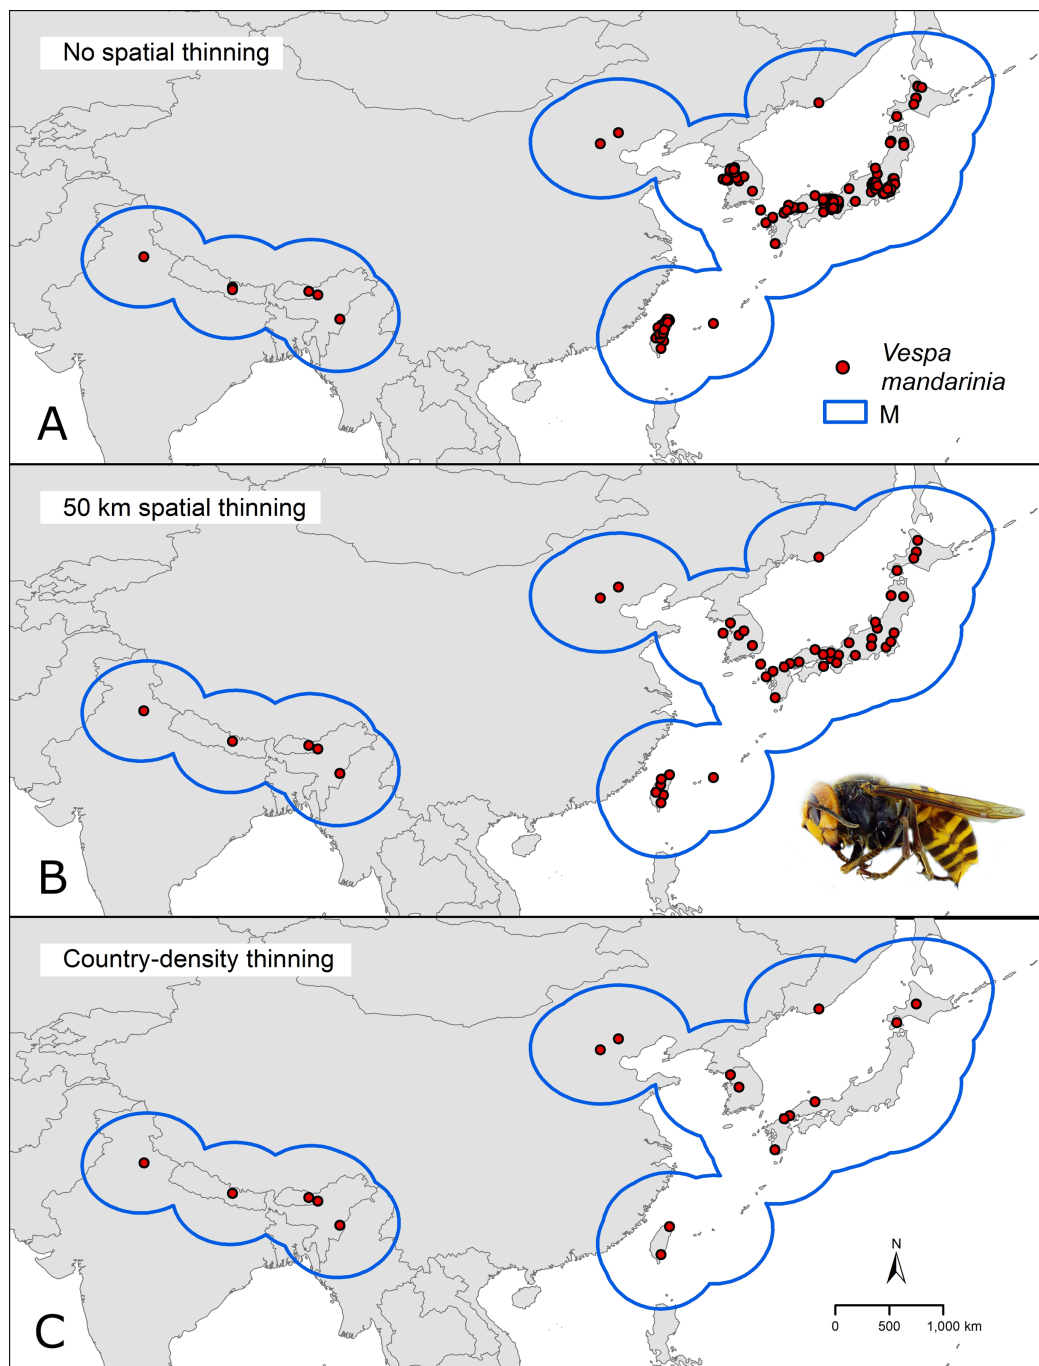 No spatial thinning
Vespa
mandarinia
M
A
50 km spatial thinning
B
Country-density thinning
N
0 500 1,000 km
C